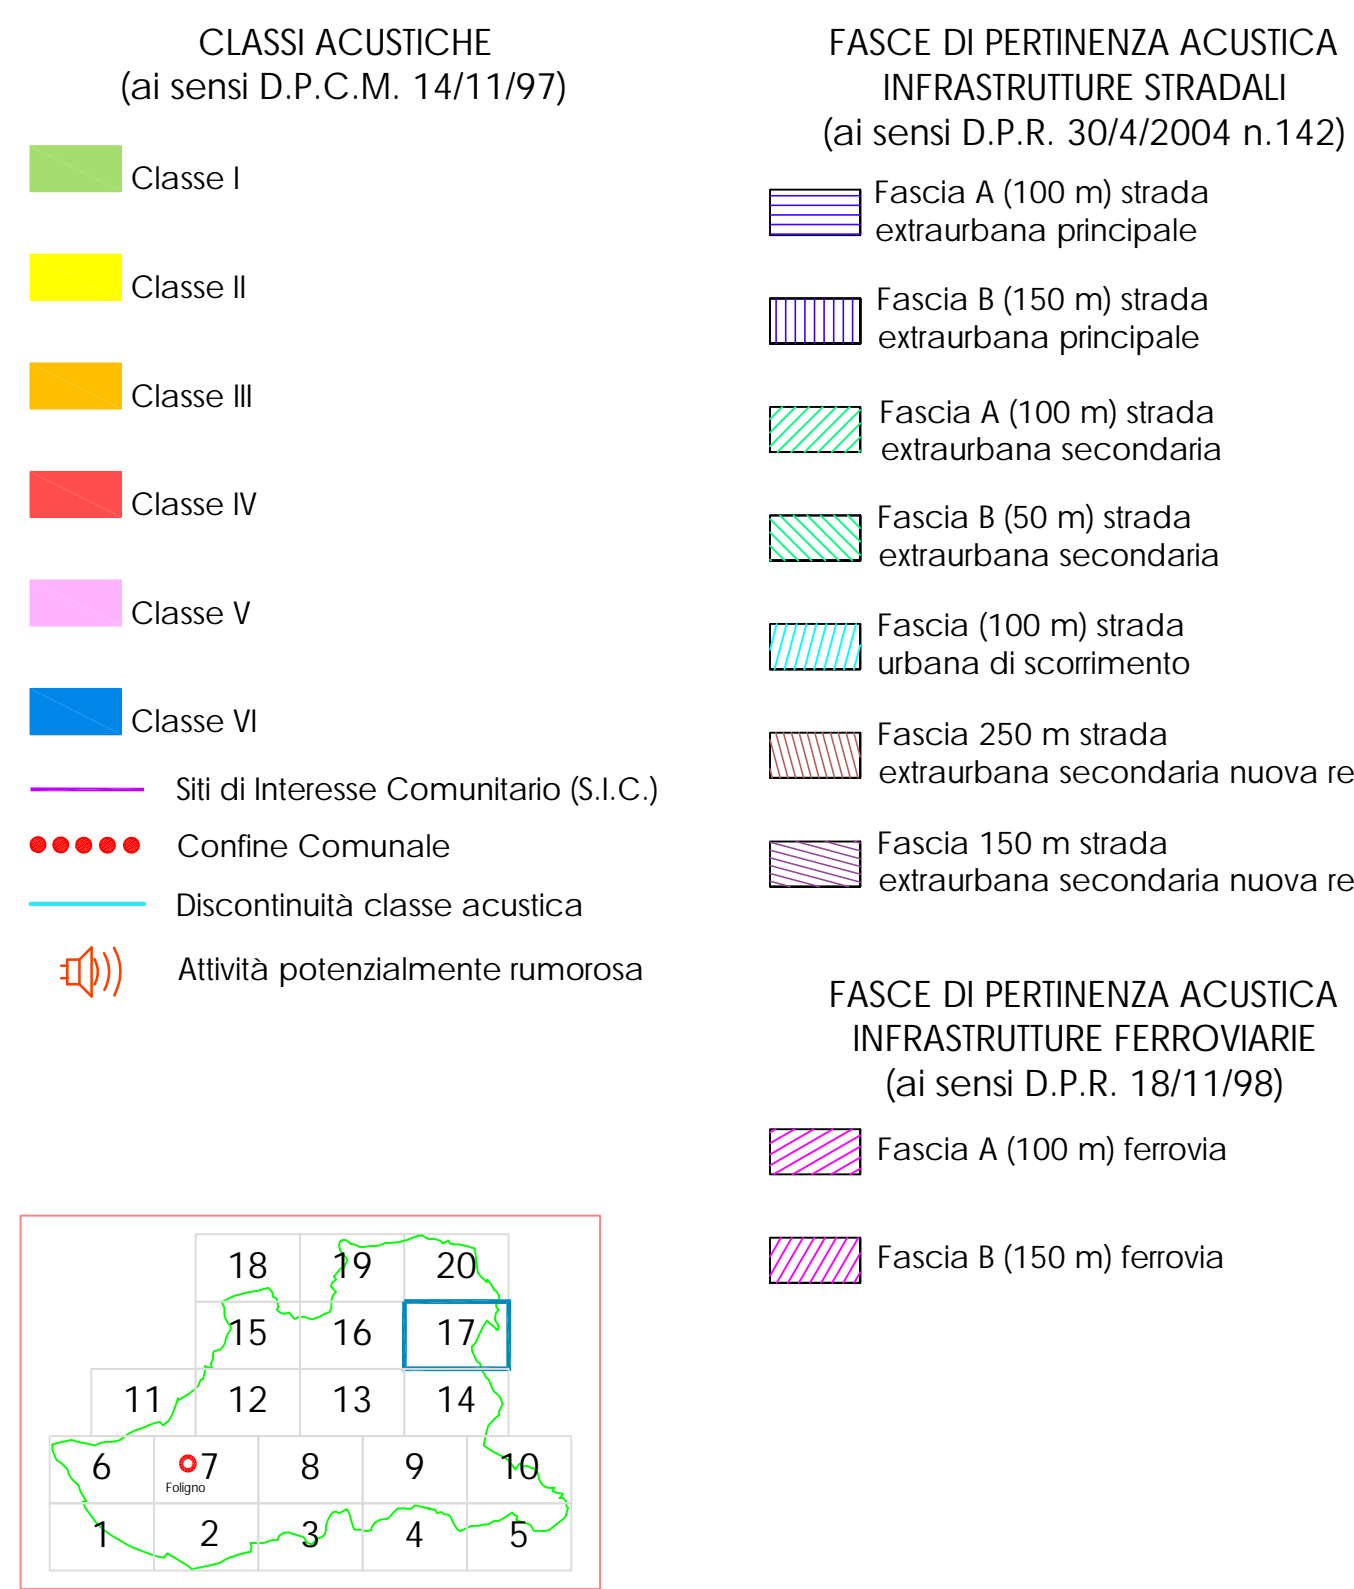 CLASSI ACUSTICHE
(ai sensi D.P.C.M. 14/11/97)
Classe I
Classe II
Classe III
Classe IV
Classe V
Classe VI
Siti di Interesse Comunitario (S.I.C.)
Confine Comunale
Discontinuità classe acustica
Attività potenzialmente rumorosa
FASCE DI PERTINENZA ACUSTICA
INFRASTRUTTURE STRADALI
(ai sensi D.P.R. 30/4/2004 n.142)
Fascia A (100 m) strada
extraurbana principale
Fascia B (150 m) strada
extraurbana principale
Fascia A (100 m) strada
extraurbana secondaria
Fascia B (50 m) strada
extraurbana secondaria
Fascia (100 m) strada
urbana di scorrimento
Fascia 250 m strada
extraurbana secondaria nuova re
Fascia 150 m strada
extraurbana secondaria nuova re
FASCE DI PERTINENZA ACUSTICA
INFRASTRUTTURE FERROVIARIE
(ai sensi D.P.R. 18/11/98)
Fascia A (100 m) ferrovia
Fascia B (150 m) ferrovia
18 19 20
15 16 17
11 12 13 14
6 7 8 9 10
Foligno
1 2 3 4 5